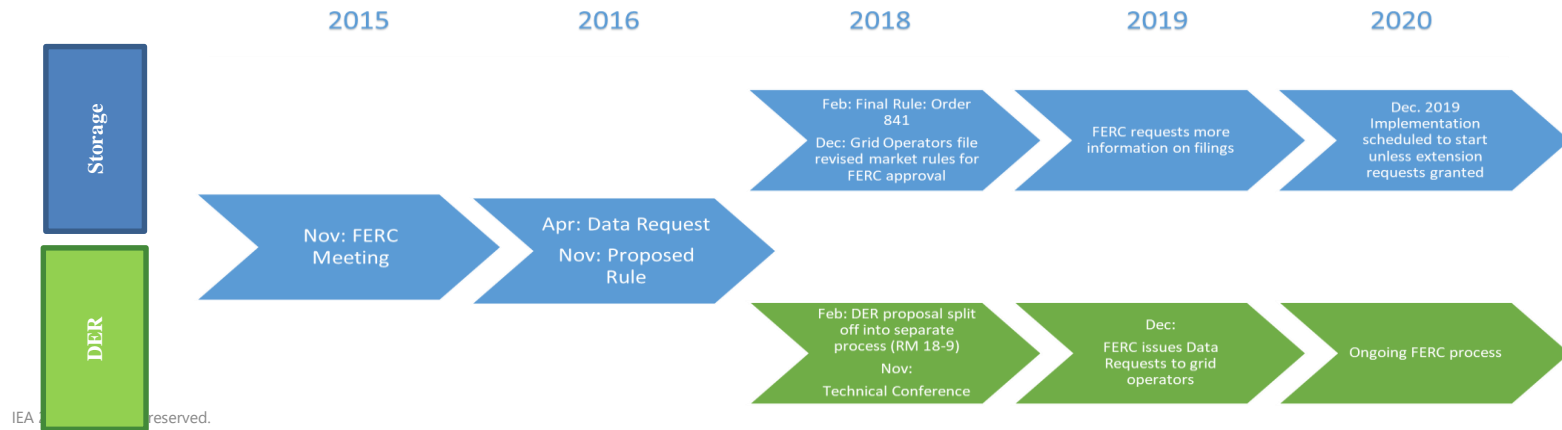 2015
2016
2018
2019
2020
Storage
Feb: Final Rule: Order
841
Dec: Grid Operators file
revised market rules for
FERC approval
FERC requests more
information on filings
Dec. 2019
Implementation
scheduled to start
unless extension
requests granted
Nov: FERC
Meeting
Apr: Data Request
Nov: Proposed
Rule
DER
Feb: DER proposal split
off into separate
process (RM 18-9)
Nov:
Technical Conference
Dec:
FERC issues Data
Requests to grid
operators
Ongoing FERC process
IEA reserved.